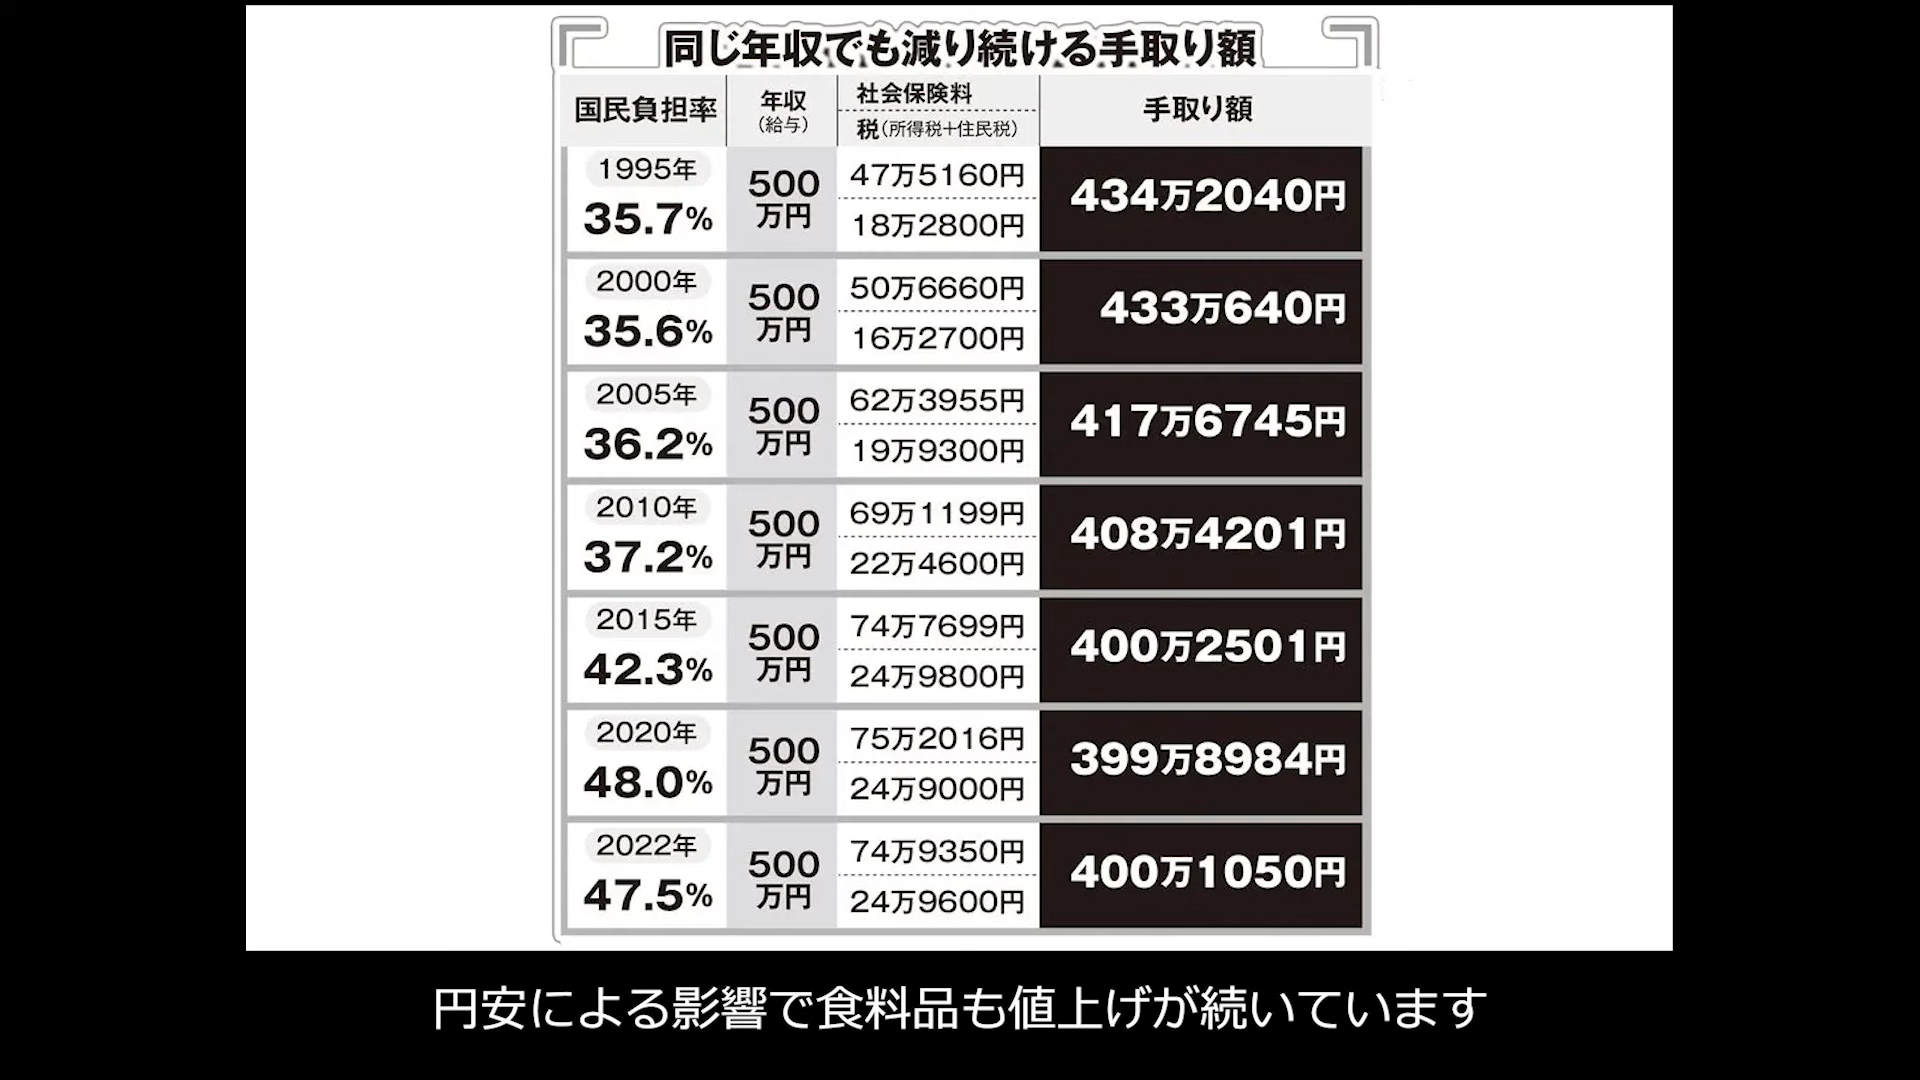 同じ年収でも減り続ける手取り額
国民負担率
年収
(給与)
社会保険料
税(所得税+住民税)
手取り額
1995年
35.7%
500
万円
47万5160円
18万2800円
434万2040円
2000年
35.6%
500
万円
50万6660円
16万2700円
433万640円
2005年
36.2%
500
万円
62万3955円
19万9300円
417万6745円
2010年
37.2%
500
万円
69万1199円
22万4600円
408万4201円
2015年
42.3%
500
万円
74万7699円
24万9800円
400万2501円
2020年
48.0%
500
万円
75万2016円
24万9000円
399万8984円
2022年
47.5%
500
万円
74万9350円
24万9600円
400万1050円
円安による影響で食料品も値上げが続いています